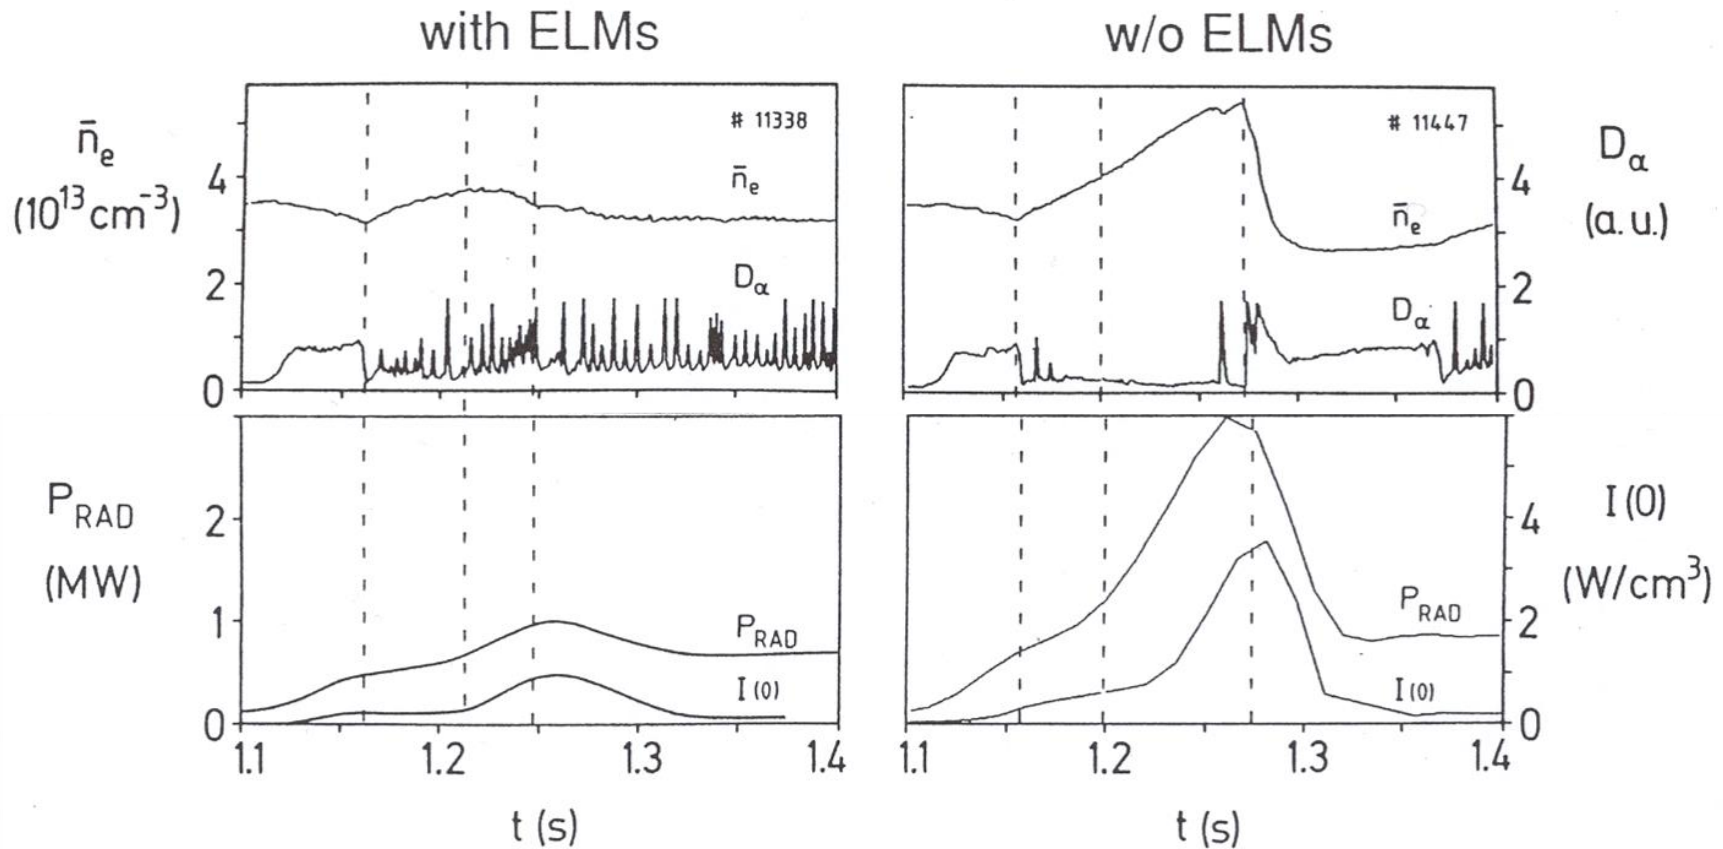 with ELMs
w/o ELMs
n̄e
(10¹³ cm⁻³)
4
2
0
# 11338
n̄e
Dα
# 11447
n̄e
Dα
4
2
0
Dα
(a.u.)
PRAD
(MW)
2
1
0
PRAD
I(0)
PRAD
I(0)
4
2
0
I(0)
(W/cm³)
1.1 1.2 1.3 1.4
1.1 1.2 1.3 1.4
t (s)
t (s)